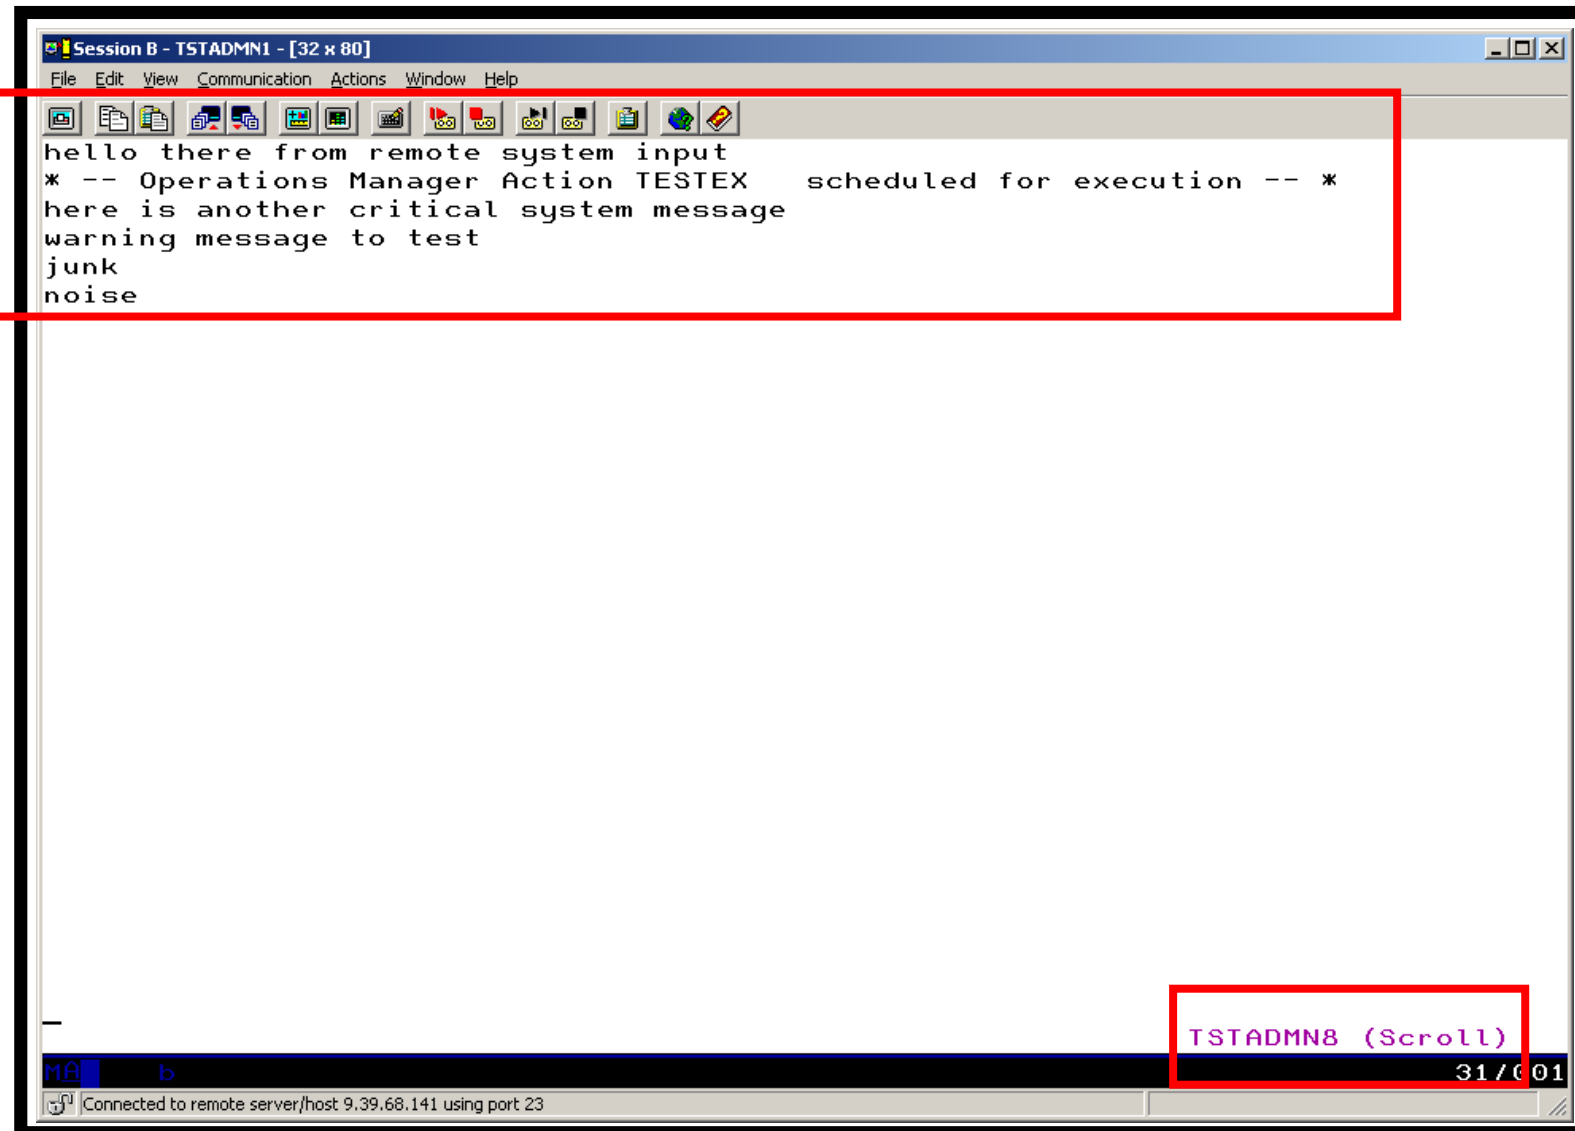 Session B - TSTADMN1 - [32 x 80]
File Edit View Communication Actions Window Help
hello there from remote system input
* -- Operations Manager Action TESTEX   scheduled for execution -- *
here is another critical system message
warning message to test
junk
noise
TSTADMN8 (Scroll)
MA b 31/001
Connected to remote server/host 9.39.68.141 using port 23